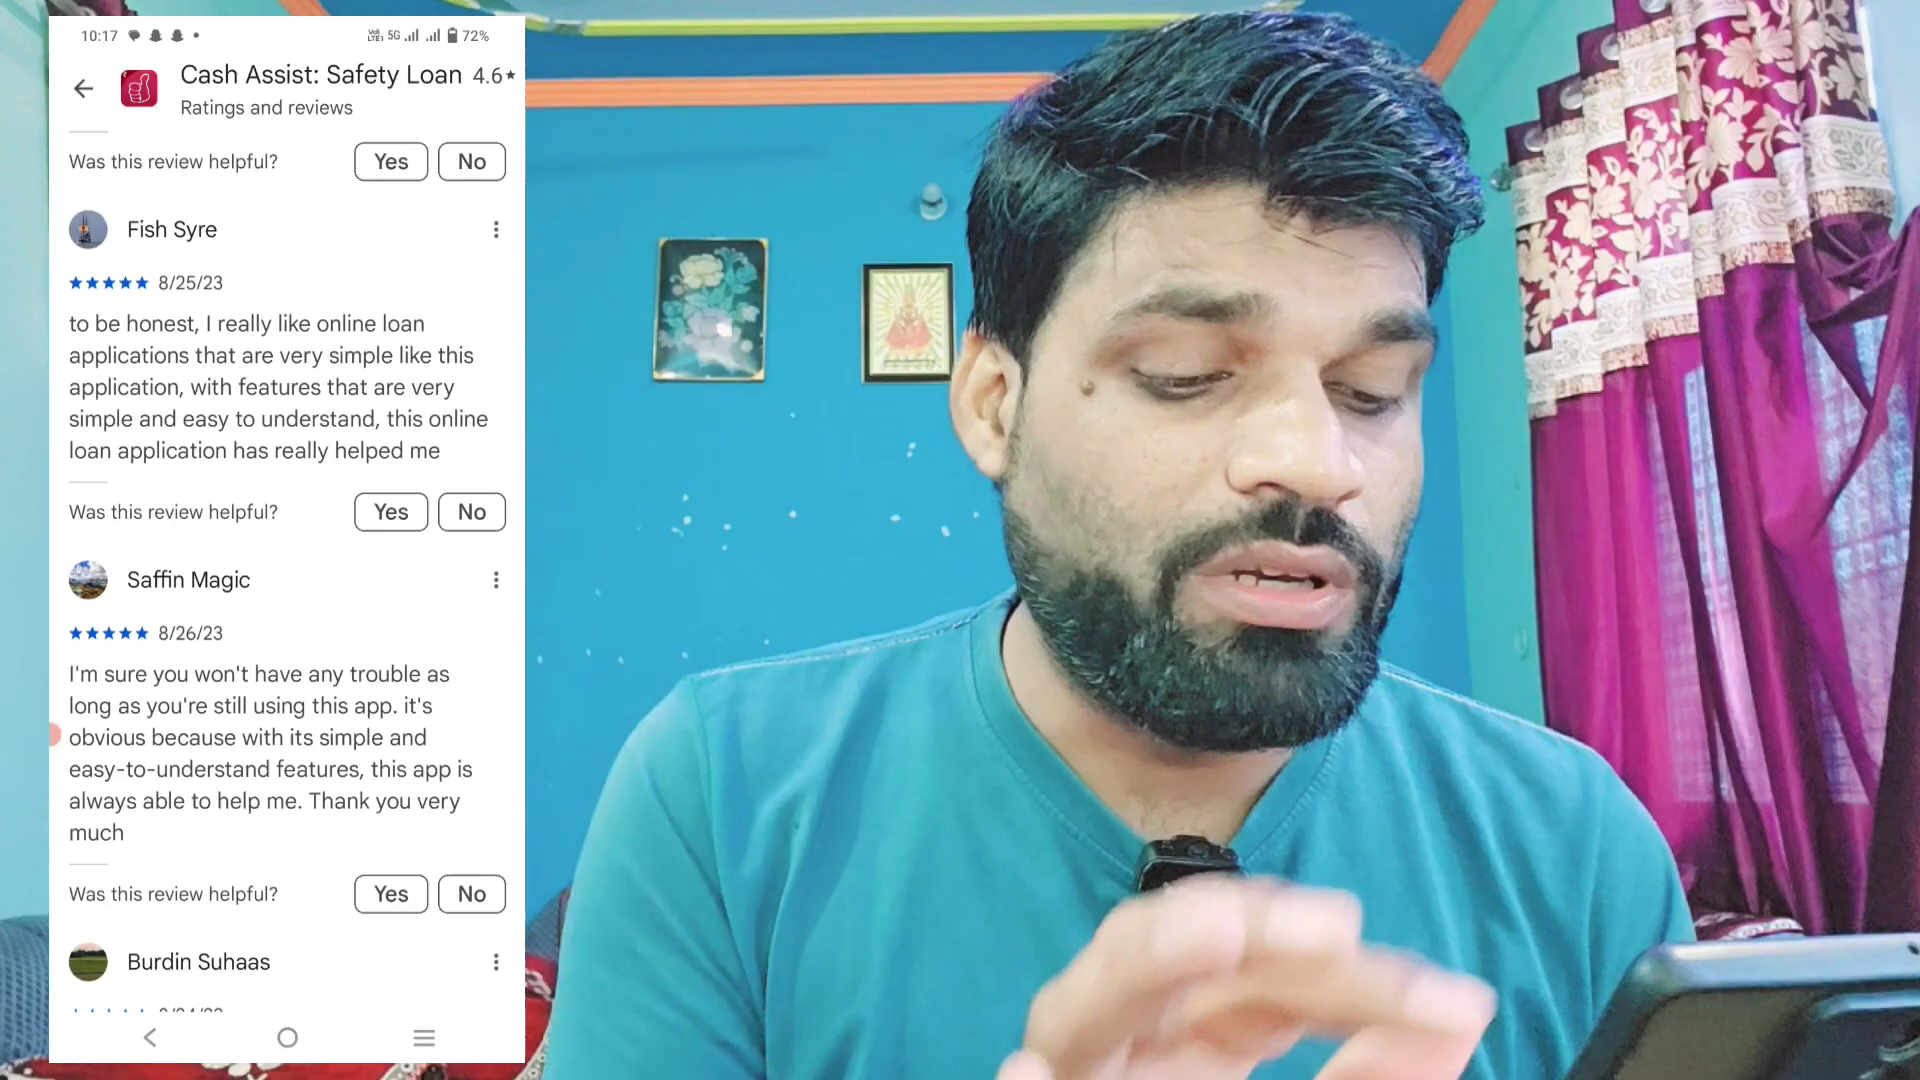 10:17
VoI LTE1 5G 72%
Cash Assist: Safety Loan 4.6★
Ratings and reviews
Was this review helpful? Yes No
Fish Syre
8/25/23
to be honest, I really like online loan
applications that are very simple like this
application, with features that are very
simple and easy to understand, this online
loan application has really helped me
Was this review helpful? Yes No
Saffin Magic
8/26/23
I'm sure you won't have any trouble as
long as you're still using this app. it's
obvious because with its simple and
easy-to-understand features, this app is
always able to help me. Thank you very
much
Was this review helpful? Yes No
Burdin Suhaas